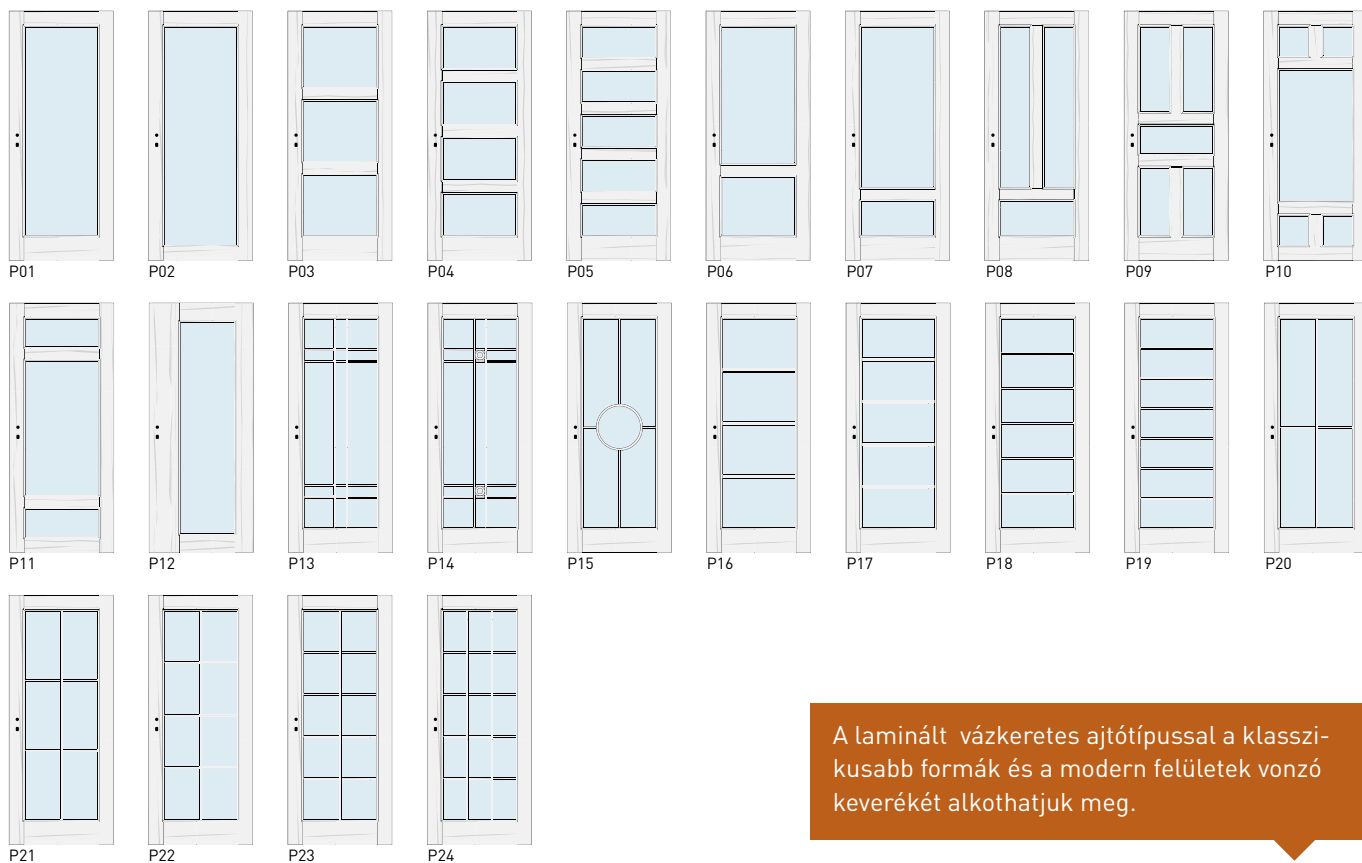 P01 P02 P03 P04 P05 P06 P07 P08 P09 P10
P11 P12 P13 P14 P15 P16 P17 P18 P19 P20
P21 P22 P23 P24
A laminált vázkeretes ajtótípussal a klasszi-
kusabb formák és a modern felületek vonzó
keverékét alkothatjuk meg.